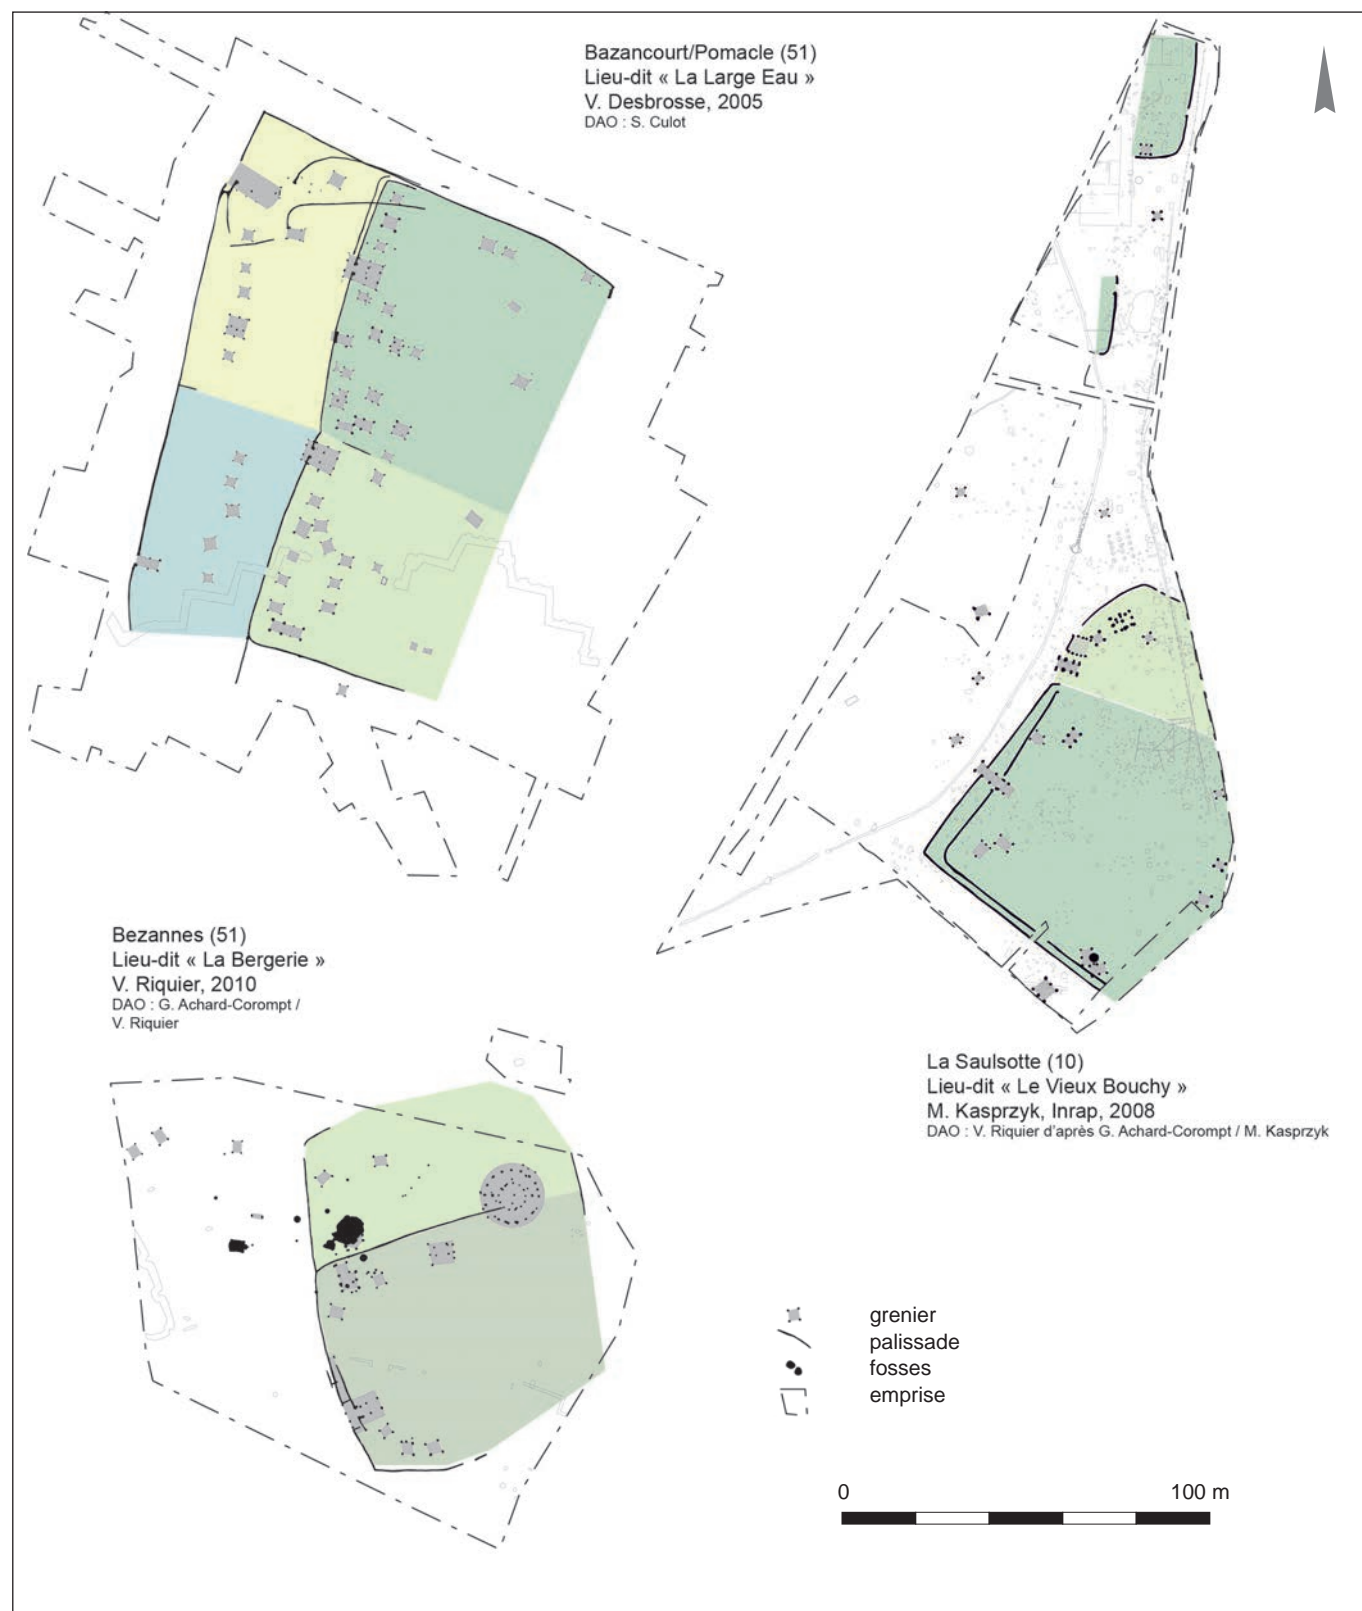 Bazancourt/Pomacle (51)
Lieu-dit « La Large Eau »
V. Desbrosse, 2005
DAO : S. Culot
Bezannes (51)
Lieu-dit « La Bergerie »
V. Riquier, 2010
DAO : G. Achard-Corompt /
V. Riquier
La Saulsotte (10)
Lieu-dit « Le Vieux Bouchy »
M. Kasprzyk, Inrap, 2008
DAO : V. Riquier d'après G. Achard-Corompt / M. Kasprzyk
grenier
palissade
fosses
emprise
0 100 m